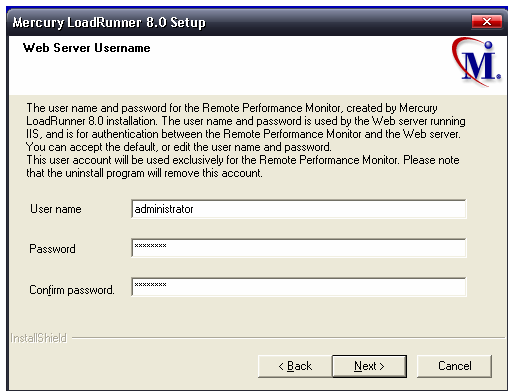 Mercury LoadRunner 8.0 Setup
Web Server Username
M.
The user name and password for the Remote Performance Monitor, created by Mercury
LoadRunner 8.0 installation. The user name and password is used by the Web server running
IIS, and is for authentication between the Remote Performance Monitor and the Web server.
You can accept the default, or edit the user name and password.
This user account will be used exclusively for the Remote Performance Monitor. Please note
that the uninstall program will remove this account.
User name
administrator
Password
××××××××
Confirm password.
××××××××
InstallShield
< Back
Next >
Cancel